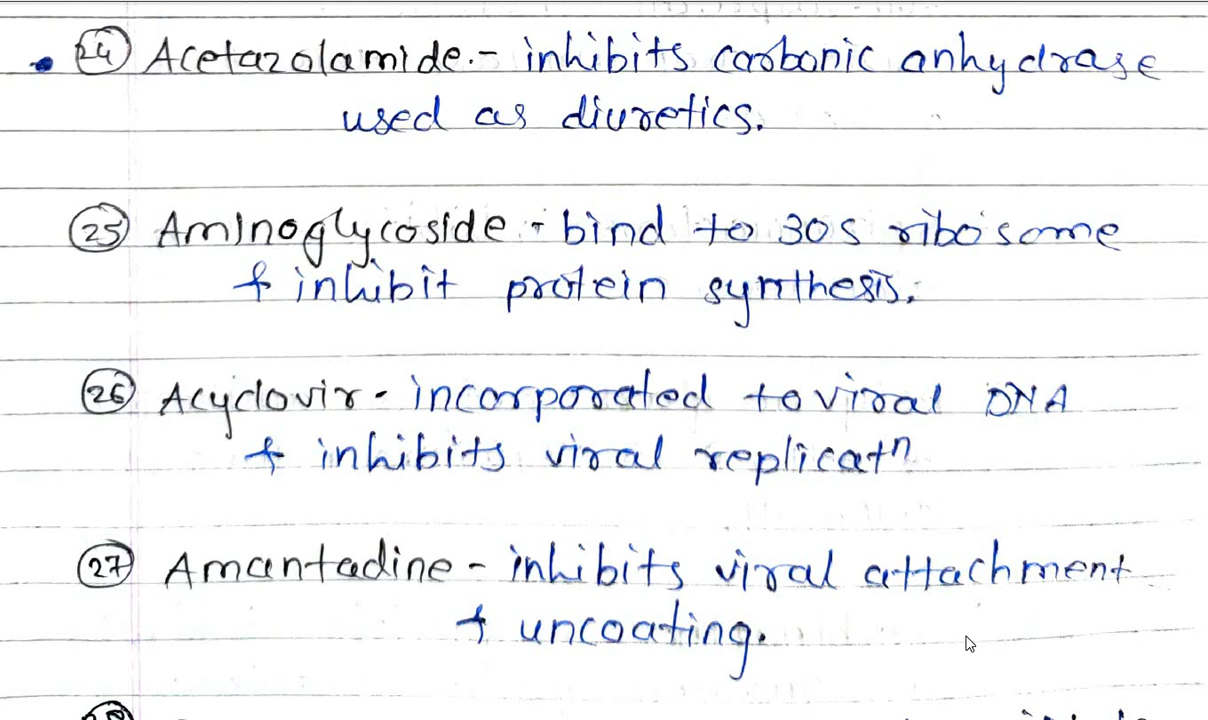 24 Acetazolamide.- inhibits carbonic anhydrase
used as diuretics.
25 Aminoglycoside - bind to 30s ribosome
& inhibit protein synthesis.
26 Acyclovir - incorporated to viral DNA
& inhibits viral replicatn
27 Amantadine - inhibits viral attachment
& uncoating.